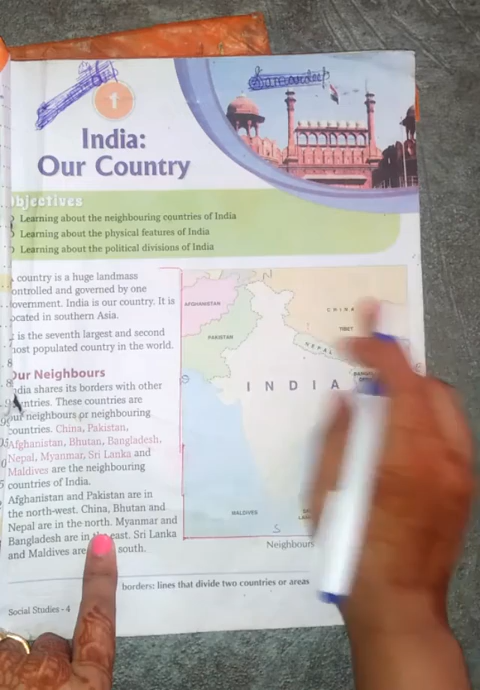 1
India:
Our Country
bjectives
Learning about the neighbouring countries of India
Learning about the physical features of India
Learning about the political divisions of India
country is a huge landmass
ontrolled and governed by one
overnment. India is our country. It is
ocated in southern Asia.
is the seventh largest and second
ost populated country in the world.
Our Neighbours
ndia shares its borders with other
ntries. These countries are
our neighbours or neighbouring
countries. China, Pakistan,
Afghanistan, Bhutan, Bangladesh,
Nepal, Myanmar, Sri Lanka and
Maldives are the neighbouring
countries of India.
Afghanistan and Pakistan are in
the north-west. China, Bhutan and
Nepal are in the north. Myanmar and
Bangladesh are in the east. Sri Lanka
and Maldives are south.
N
AFGHANISTAN
CHINA
TIBET
PAKISTAN
NEPAL
INDIA
MALDIVES
S
Neighbours
borders: lines that divide two countries or areas
Social Studies - 4